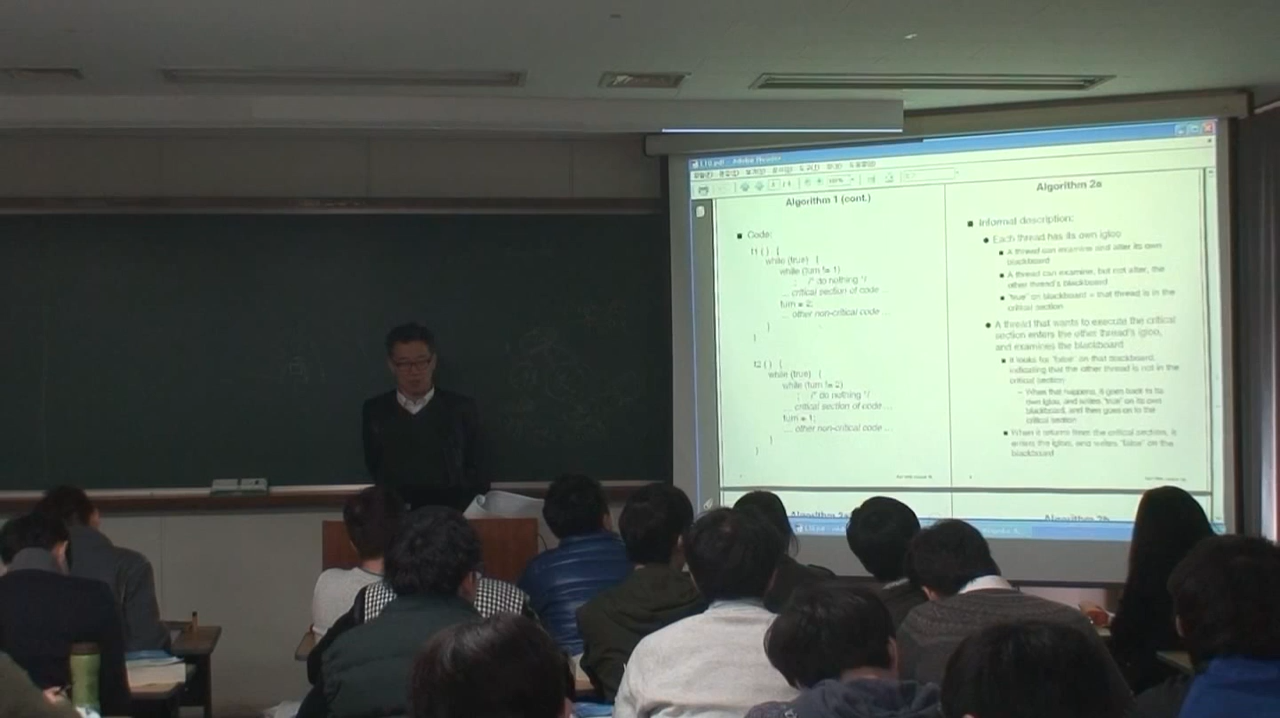 Adobe Reader
Algorithm 1 (cont.)
■ Code:
t1 ( ) {
while (true) {
while (turn != 1)
; /* do nothing */
... critical section of code ...
turn = 2;
... other non-critical code ...
}
}
t2 ( ) {
while (true) {
while (turn != 2)
; /* do nothing */
... critical section of code ...
turn = 1;
... other non-critical code ...
}
}
Algorithm 2a
■ Informal description:
● Each thread has its own igloo
■ A thread can examine and alter its own
blackboard
■ A thread can examine, but not alter, the
other thread's blackboard
■ "true" on blackboard = that thread is in the
critical section
● A thread that wants to execute the critical
section enters the other thread's igloo,
and examines the blackboard
■ It looks for "false" on that blackboard,
indicating that the other thread is not in the
critical section
– When that happens, it goes back to its
own igloo, and writes "true" on its own
blackboard, and then goes on to the
critical section
■ When it returns from the critical section, it
enters the igloo, and writes "false" on the
blackboard
Algorithm 2b